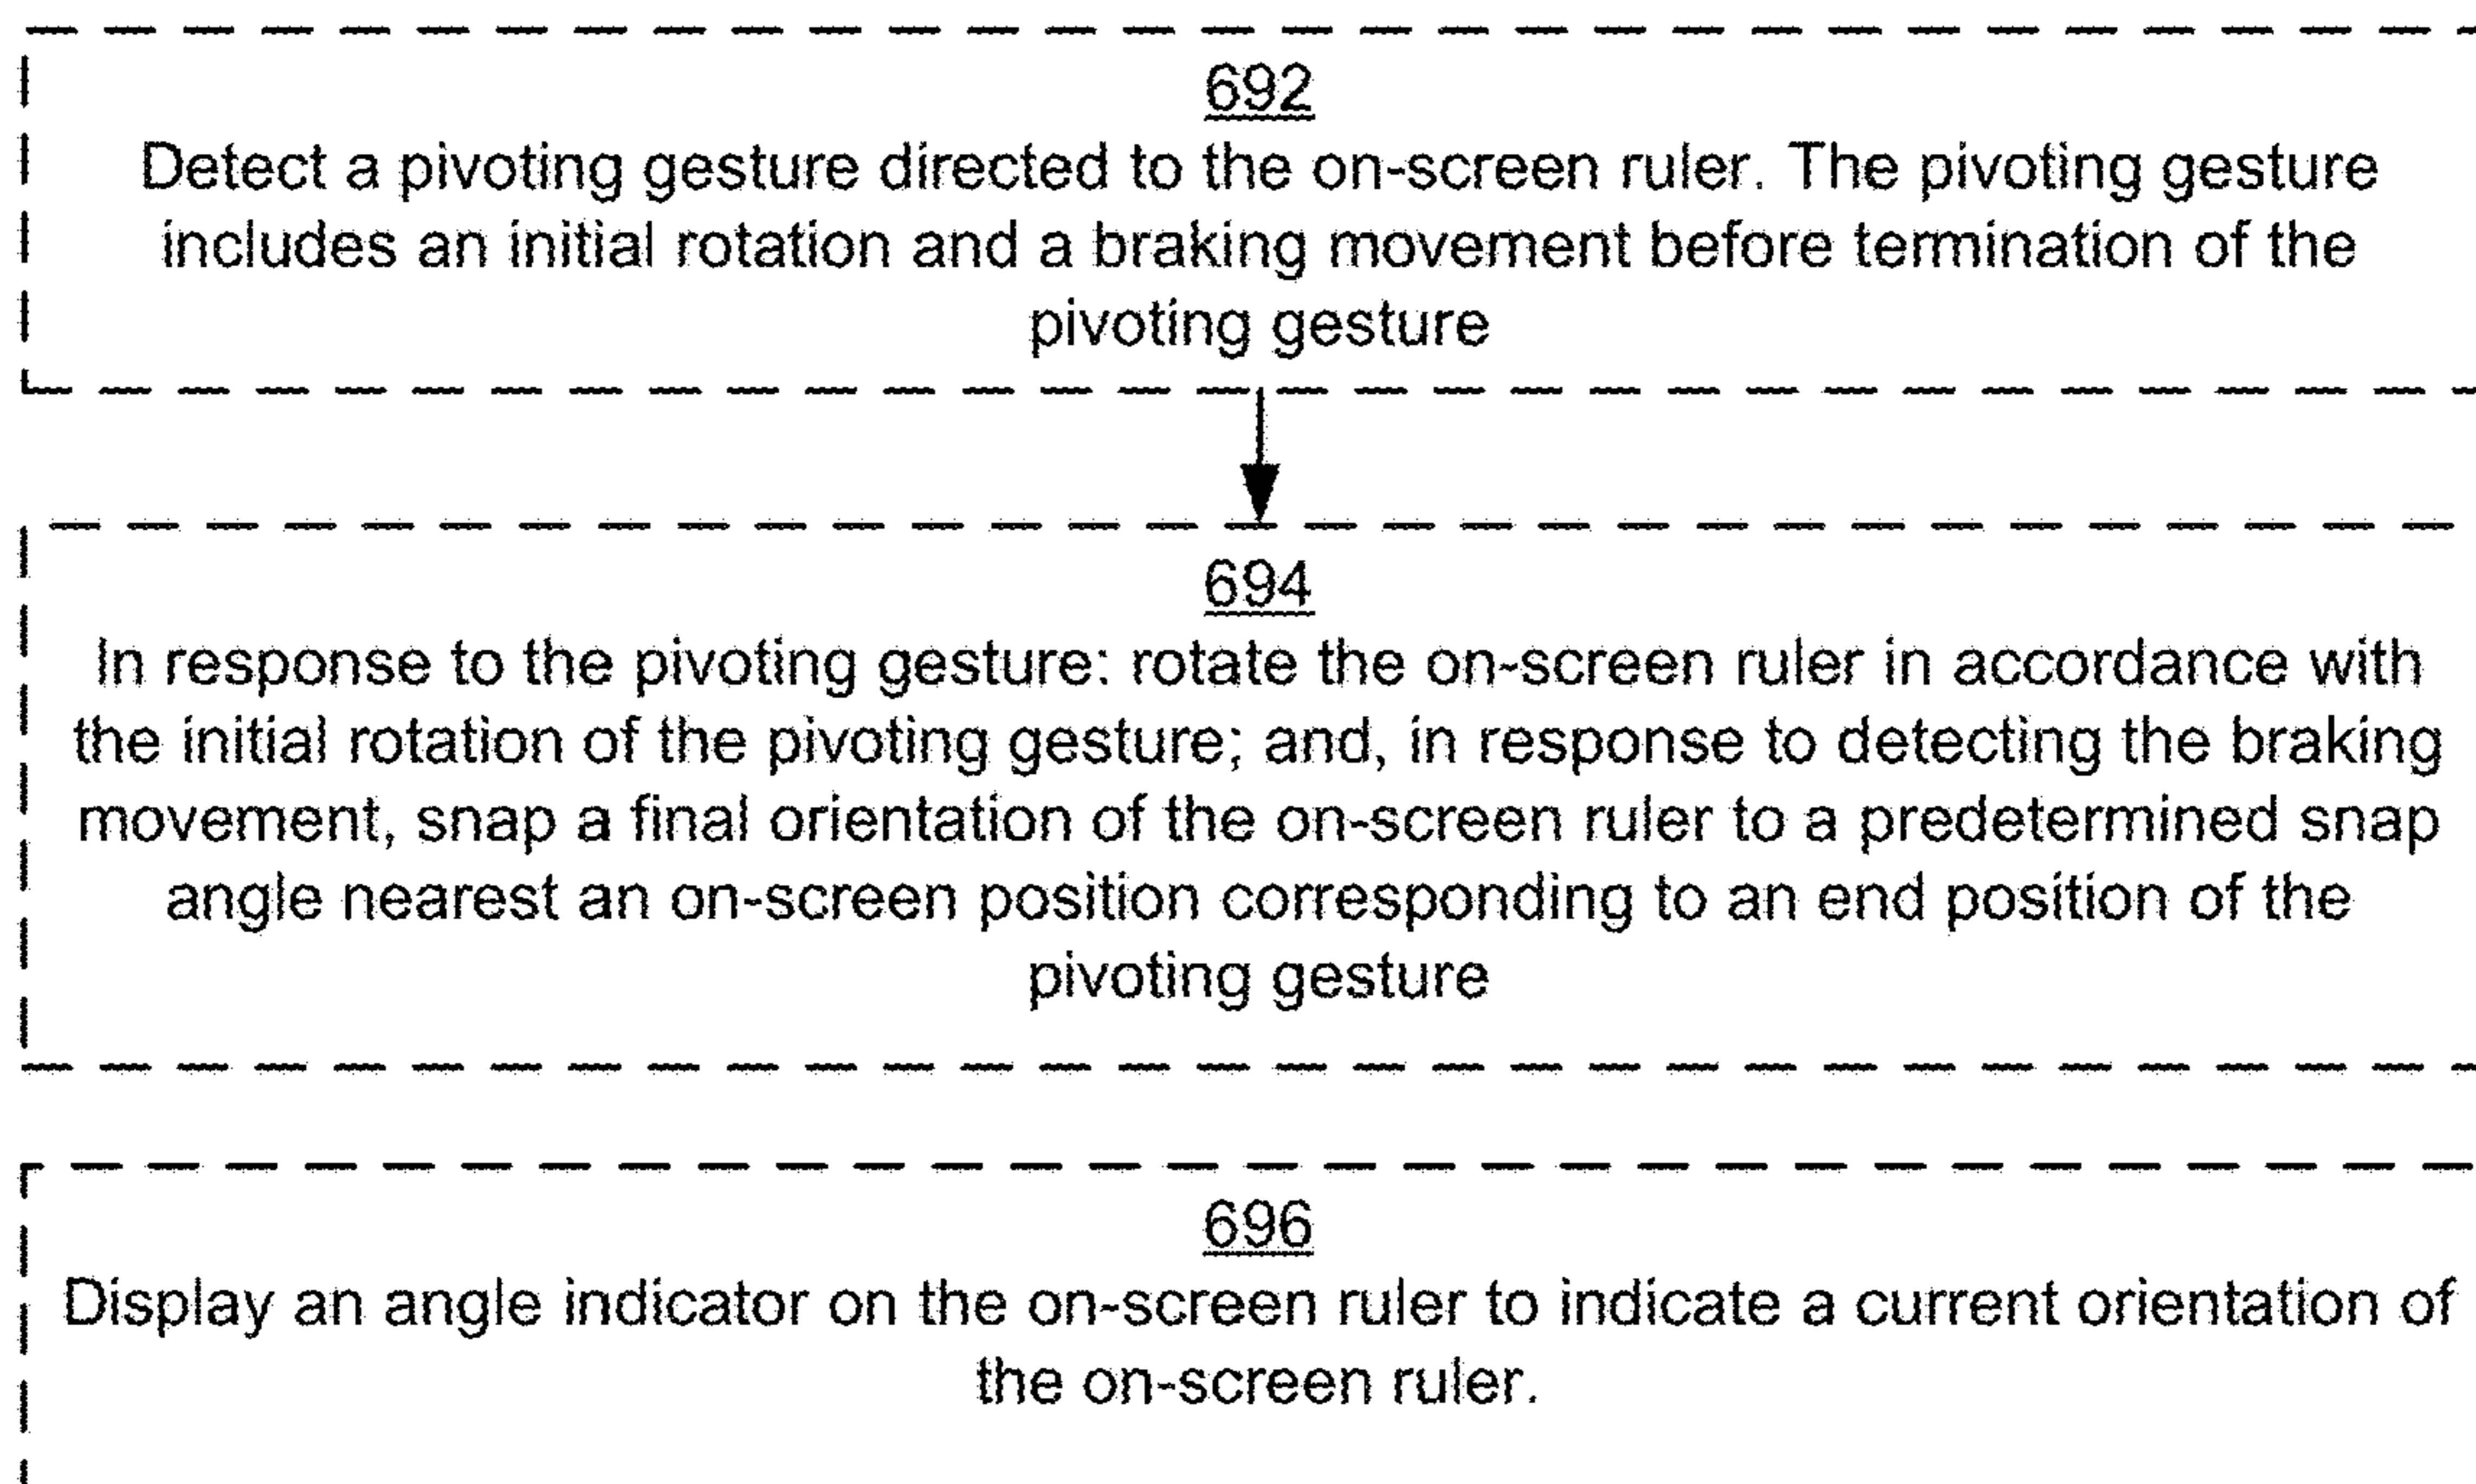 692
Detect a pivoting gesture directed to the on-screen ruler. The pivoting gesture
includes an initial rotation and a braking movement before termination of the
pivoting gesture
694
In response to the pivoting gesture: rotate the on-screen ruler in accordance with
the initial rotation of the pivoting gesture; and, in response to detecting the braking
movement, snap a final orientation of the on-screen ruler to a predetermined snap
angle nearest an on-screen position corresponding to an end position of the
pivoting gesture
696
Display an angle indicator on the on-screen ruler to indicate a current orientation of
the on-screen ruler.